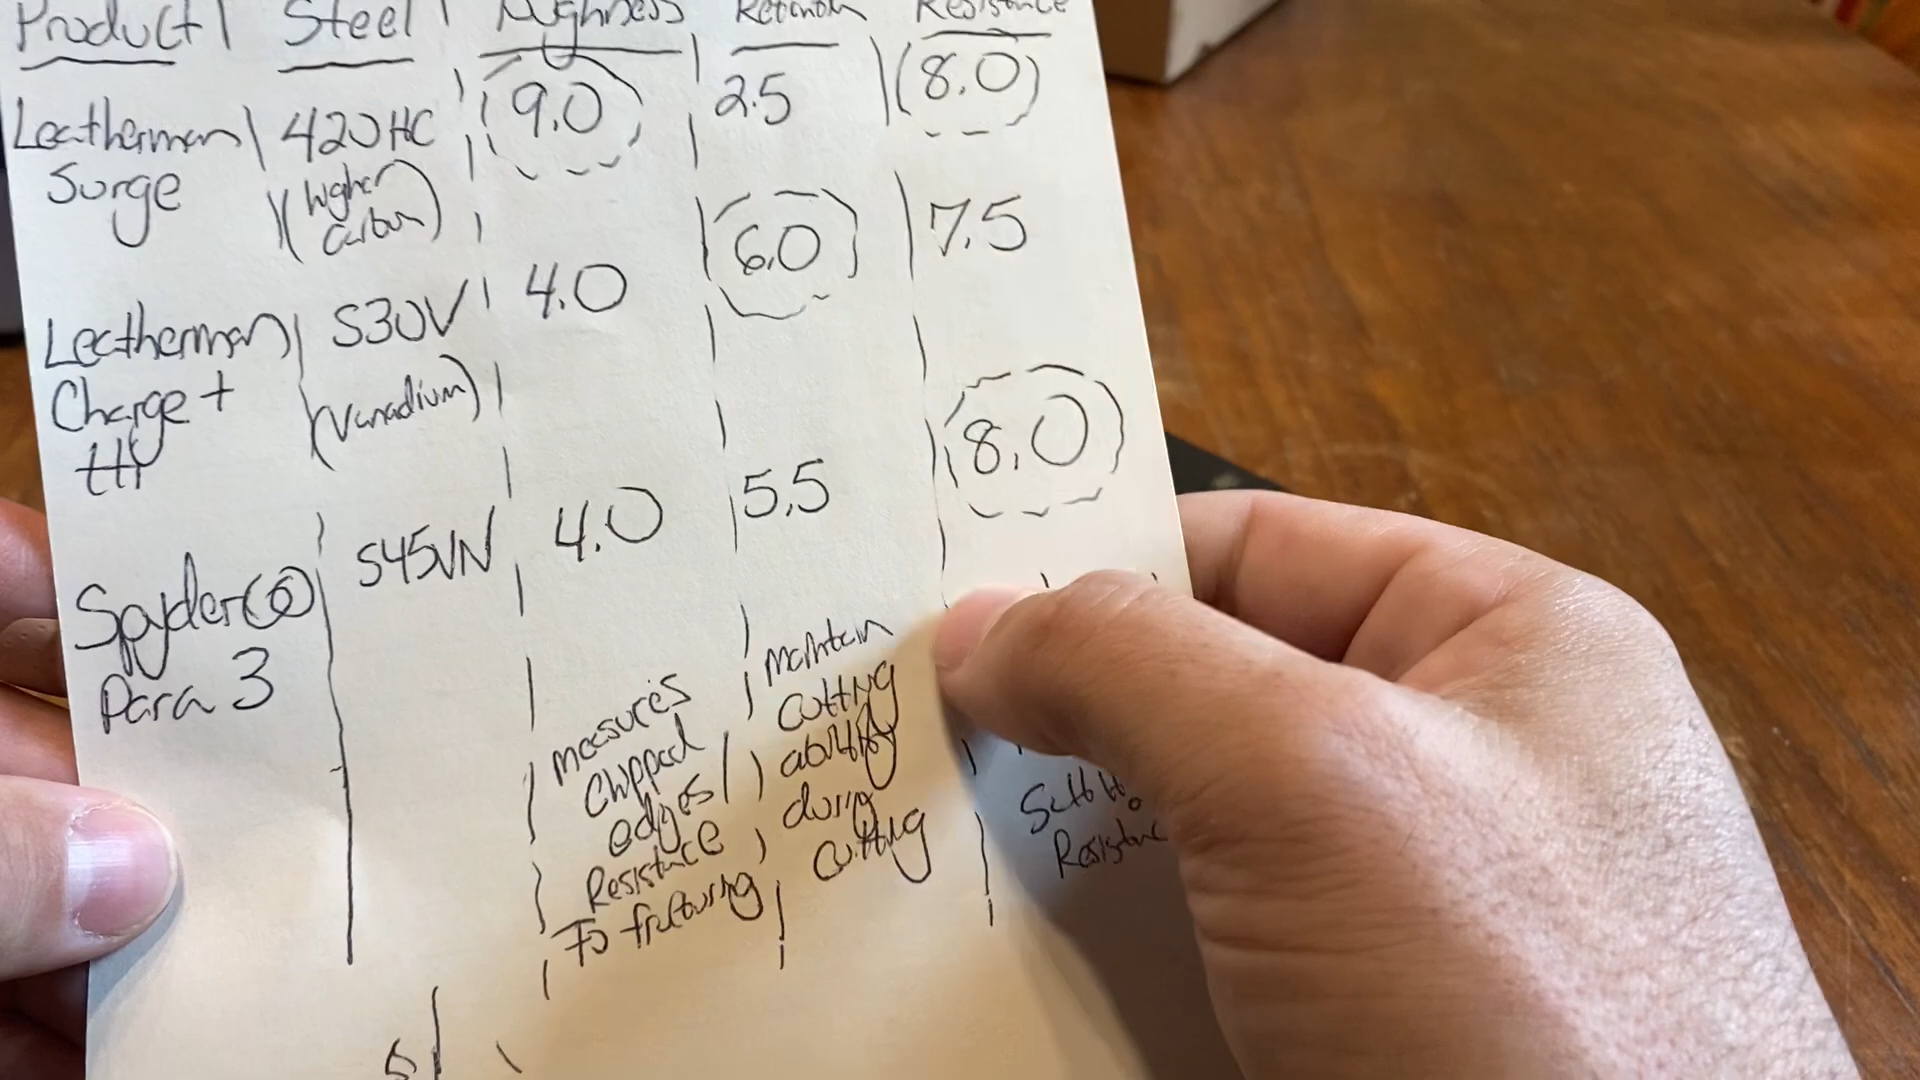 Product | Steel | Toughness Retention Resistance
Leatherman | 420HC 9.0 2.5 (8.0)
Surge (higher
carbon)
Leatherman S30V 4.0 6.0 7.5
Charge + (Vanadium)
TTi
Spyderco S45VN 4.0 5.5 8.0
Para 3
measures
Chipped
edges /
Resistance
To fracturing
maintain
Cutting
ability
during
Cutting
Resistance